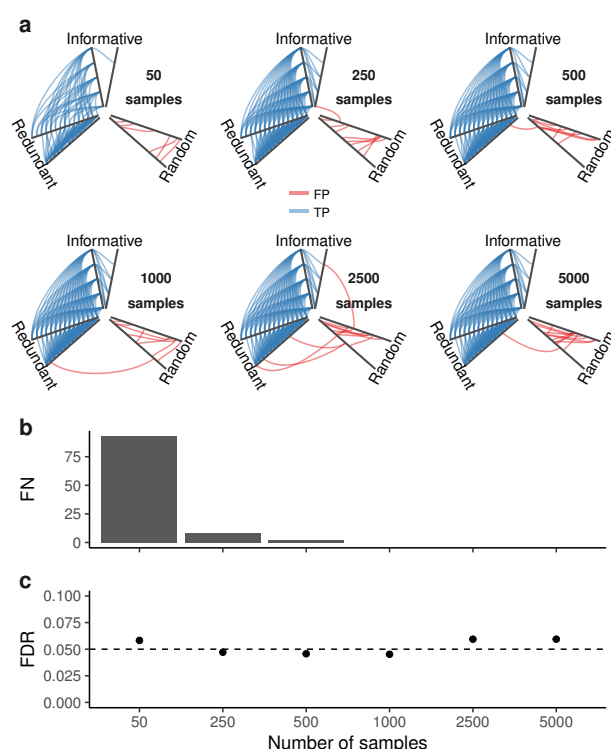 a
Informative
50
samples
Redundant
Random
Informative
250
samples
Redundant
Random
Informative
500
samples
Redundant
Random
FP
TP
Informative
1000
samples
Redundant
Random
Informative
2500
samples
Redundant
Random
Informative
5000
samples
Redundant
Random
b
FN
75
50
25
0
c
FDR
0.100
0.075
0.050
0.025
0.000
50 250 500 1000 2500 5000
Number of samples